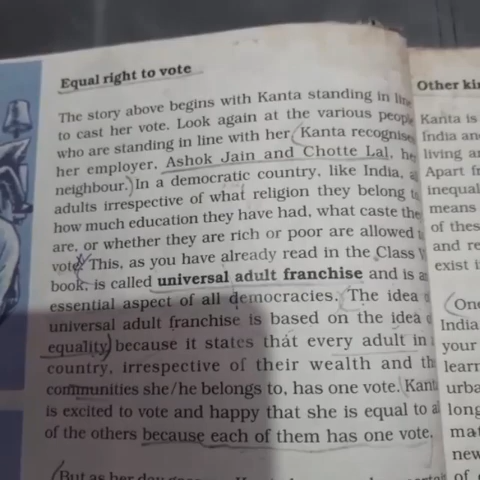 Equal right to vote
The story above begins with Kanta standing in line
to cast her vote. Look again at the various people
who are standing in line with her. Kanta recognises
her employer, Ashok Jain and Chotte Lal, he
neighbour. In a democratic country, like India, a
adults irrespective of what religion they belong to
how much education they have had, what caste the
are, or whether they are rich or poor are allowed t
vote. This, as you have already read in the Class V
book, is called universal adult franchise and is a
essential aspect of all democracies. The idea o
universal adult franchise is based on the idea o
equality because it states that every adult in
country, irrespective of their wealth and th
communities she/he belongs to, has one vote. Kant
is excited to vote and happy that she is equal to a
of the others because each of them has one vote.
Other ki
Kanta is
India an
living a
Apart f
inequal
means
of thes
and re
exist i
One
India
your
learn
urba
long
ma
new
of